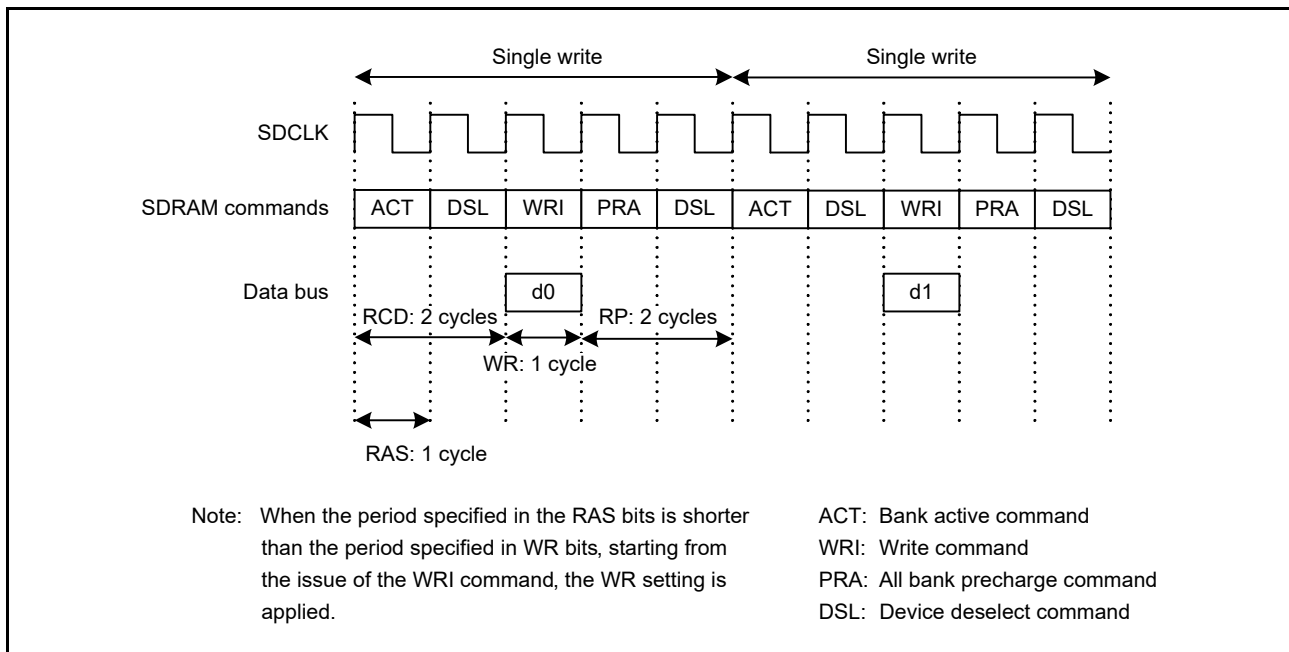 Single write Single write
SDCLK
SDRAM commands ACT DSL WRI PRA DSL ACT DSL WRI PRA DSL
Data bus d0 d1
RCD: 2 cycles RP: 2 cycles
WR: 1 cycle
RAS: 1 cycle
Note: When the period specified in the RAS bits is shorter
than the period specified in WR bits, starting from
the issue of the WRI command, the WR setting is
applied.
ACT: Bank active command
WRI: Write command
PRA: All bank precharge command
DSL: Device deselect command